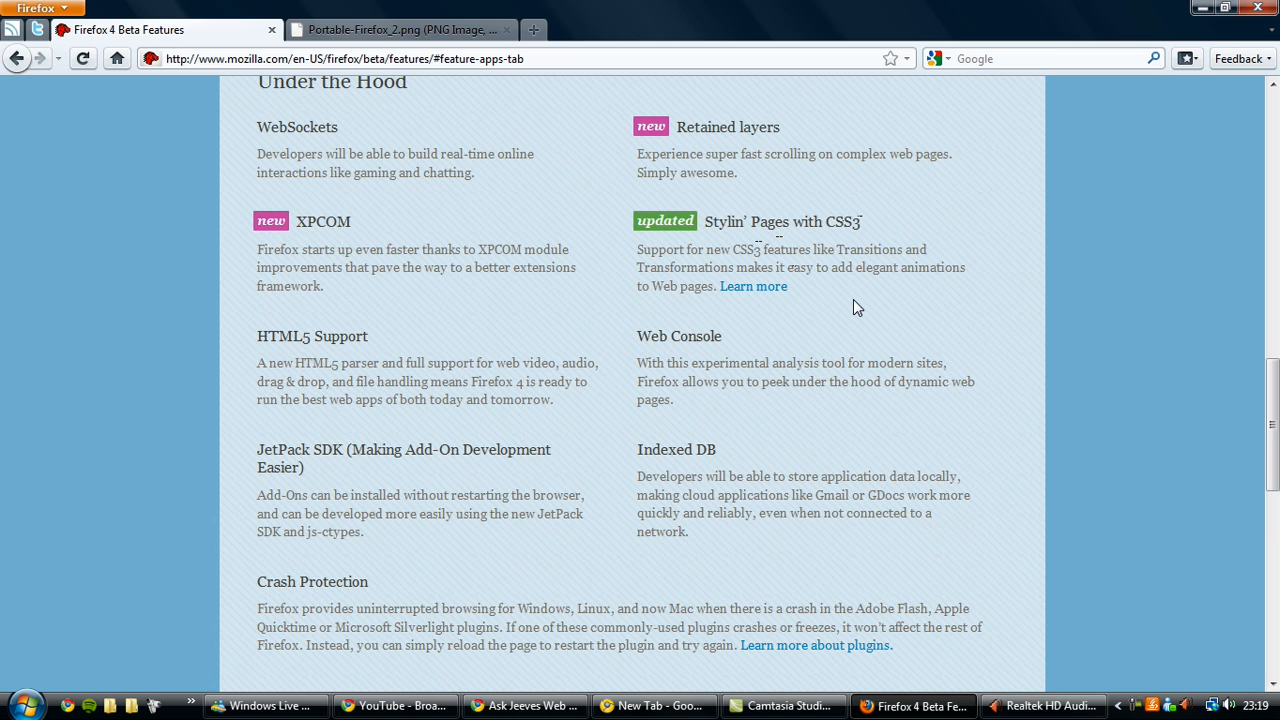 Firefox
Firefox 4 Beta Features
Portable-Firefox_2.png (PNG Image, ...
http://www.mozilla.com/en-US/firefox/beta/features/#feature-apps-tab
Google
Feedback
Under the Hood
WebSockets
Developers will be able to build real-time online
interactions like gaming and chatting.
new Retained layers
Experience super fast scrolling on complex web pages.
Simply awesome.
new XPCOM
Firefox starts up even faster thanks to XPCOM module
improvements that pave the way to a better extensions
framework.
updated Stylin’ Pages with CSS3
Support for new CSS3 features like Transitions and
Transformations makes it easy to add elegant animations
to Web pages. Learn more
HTML5 Support
A new HTML5 parser and full support for web video, audio,
drag & drop, and file handling means Firefox 4 is ready to
run the best web apps of both today and tomorrow.
Web Console
With this experimental analysis tool for modern sites,
Firefox allows you to peek under the hood of dynamic web
pages.
JetPack SDK (Making Add-On Development
Easier)
Add-Ons can be installed without restarting the browser,
and can be developed more easily using the new JetPack
SDK and js-ctypes.
Indexed DB
Developers will be able to store application data locally,
making cloud applications like Gmail or GDocs work more
quickly and reliably, even when not connected to a
network.
Crash Protection
Firefox provides uninterrupted browsing for Windows, Linux, and now Mac when there is a crash in the Adobe Flash, Apple
Quicktime or Microsoft Silverlight plugins. If one of these commonly-used plugins crashes or freezes, it won’t affect the rest of
Firefox. Instead, you can simply reload the page to restart the plugin and try again. Learn more about plugins.
Windows Live ...
YouTube - Broa...
Ask Jeeves Web ...
New Tab - Goo...
Camtasia Studi...
Firefox 4 Beta Fe...
Realtek HD Audi...
23:19